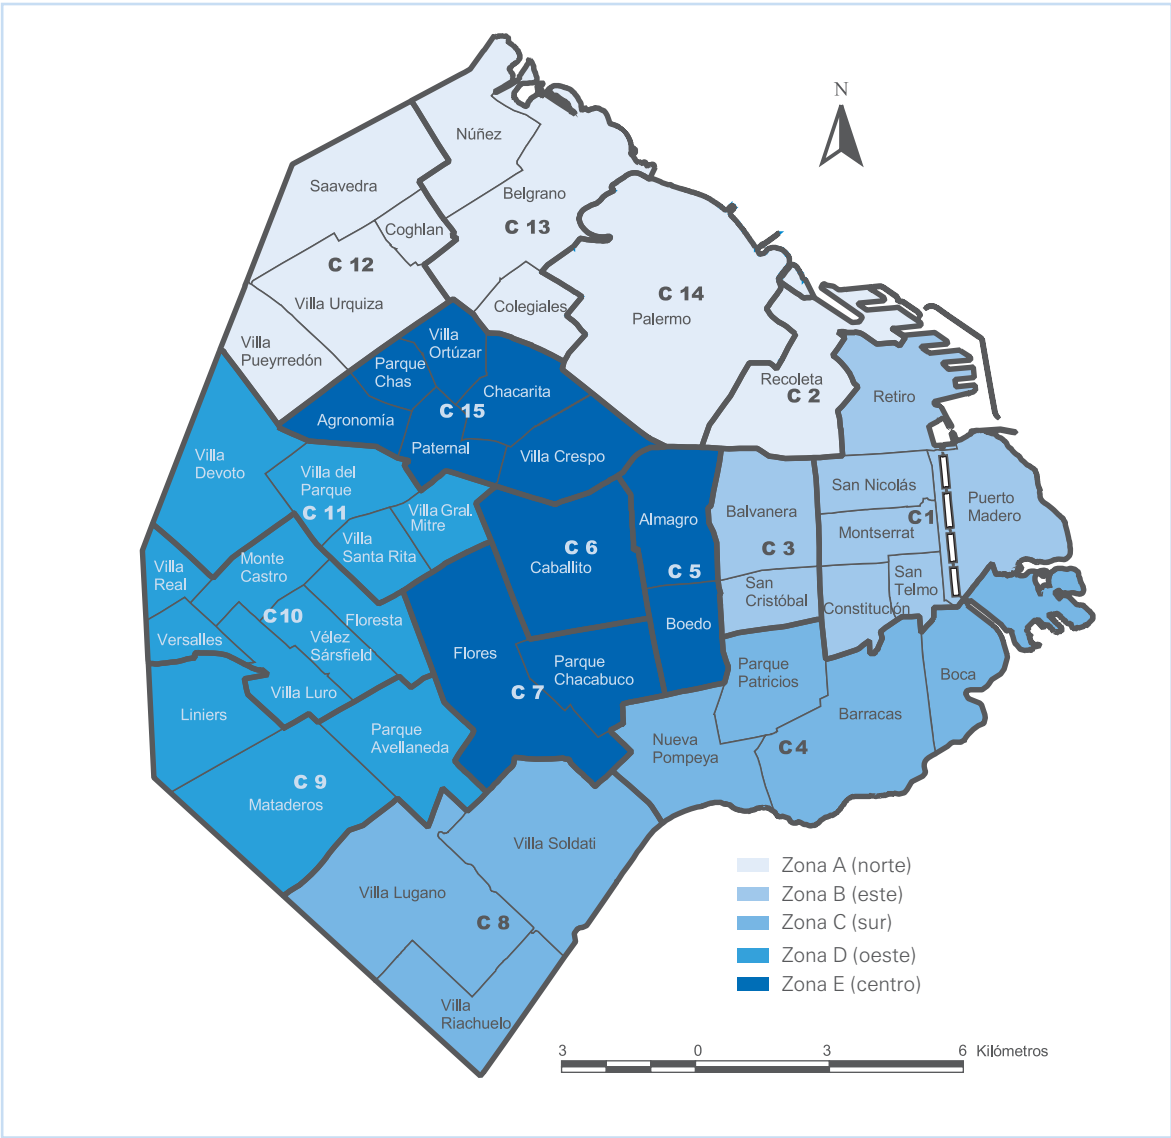 N
Núñez
Saavedra
Belgrano
Coghlan
C 13
C 12
Villa Urquiza
Colegiales
C 14
Palermo
Villa
Pueyrredón
Villa
Ortúzar
Parque
Chas
Chacarita
Recoleta
C 2
Retiro
Agronomía
C 15
Paternal
Villa Crespo
Villa
Devoto
Villa del
Parque
C 11
Villa Gral.
Mitre
Villa
Santa Rita
Almagro
C 5
Balvanera
C 3
San
Cristóbal
San Nicolás
C1
Montserrat
San
Telmo
Constitución
Puerto
Madero
C 6
Caballito
Boedo
Villa
Real
Monte
Castro
C10
Floresta
Versalles
Vélez
Sársfield
Villa Luro
Flores
Parque
Chacabuco
C 7
Parque
Patricios
Boca
Barracas
Nueva
Pompeya
C4
Liniers
Parque
Avellaneda
C 9
Mataderos
Villa Soldati
Villa Lugano
C 8
Villa
Riachuelo
Zona A (norte)
Zona B (este)
Zona C (sur)
Zona D (oeste)
Zona E (centro)
3 0 3 6 Kilómetros